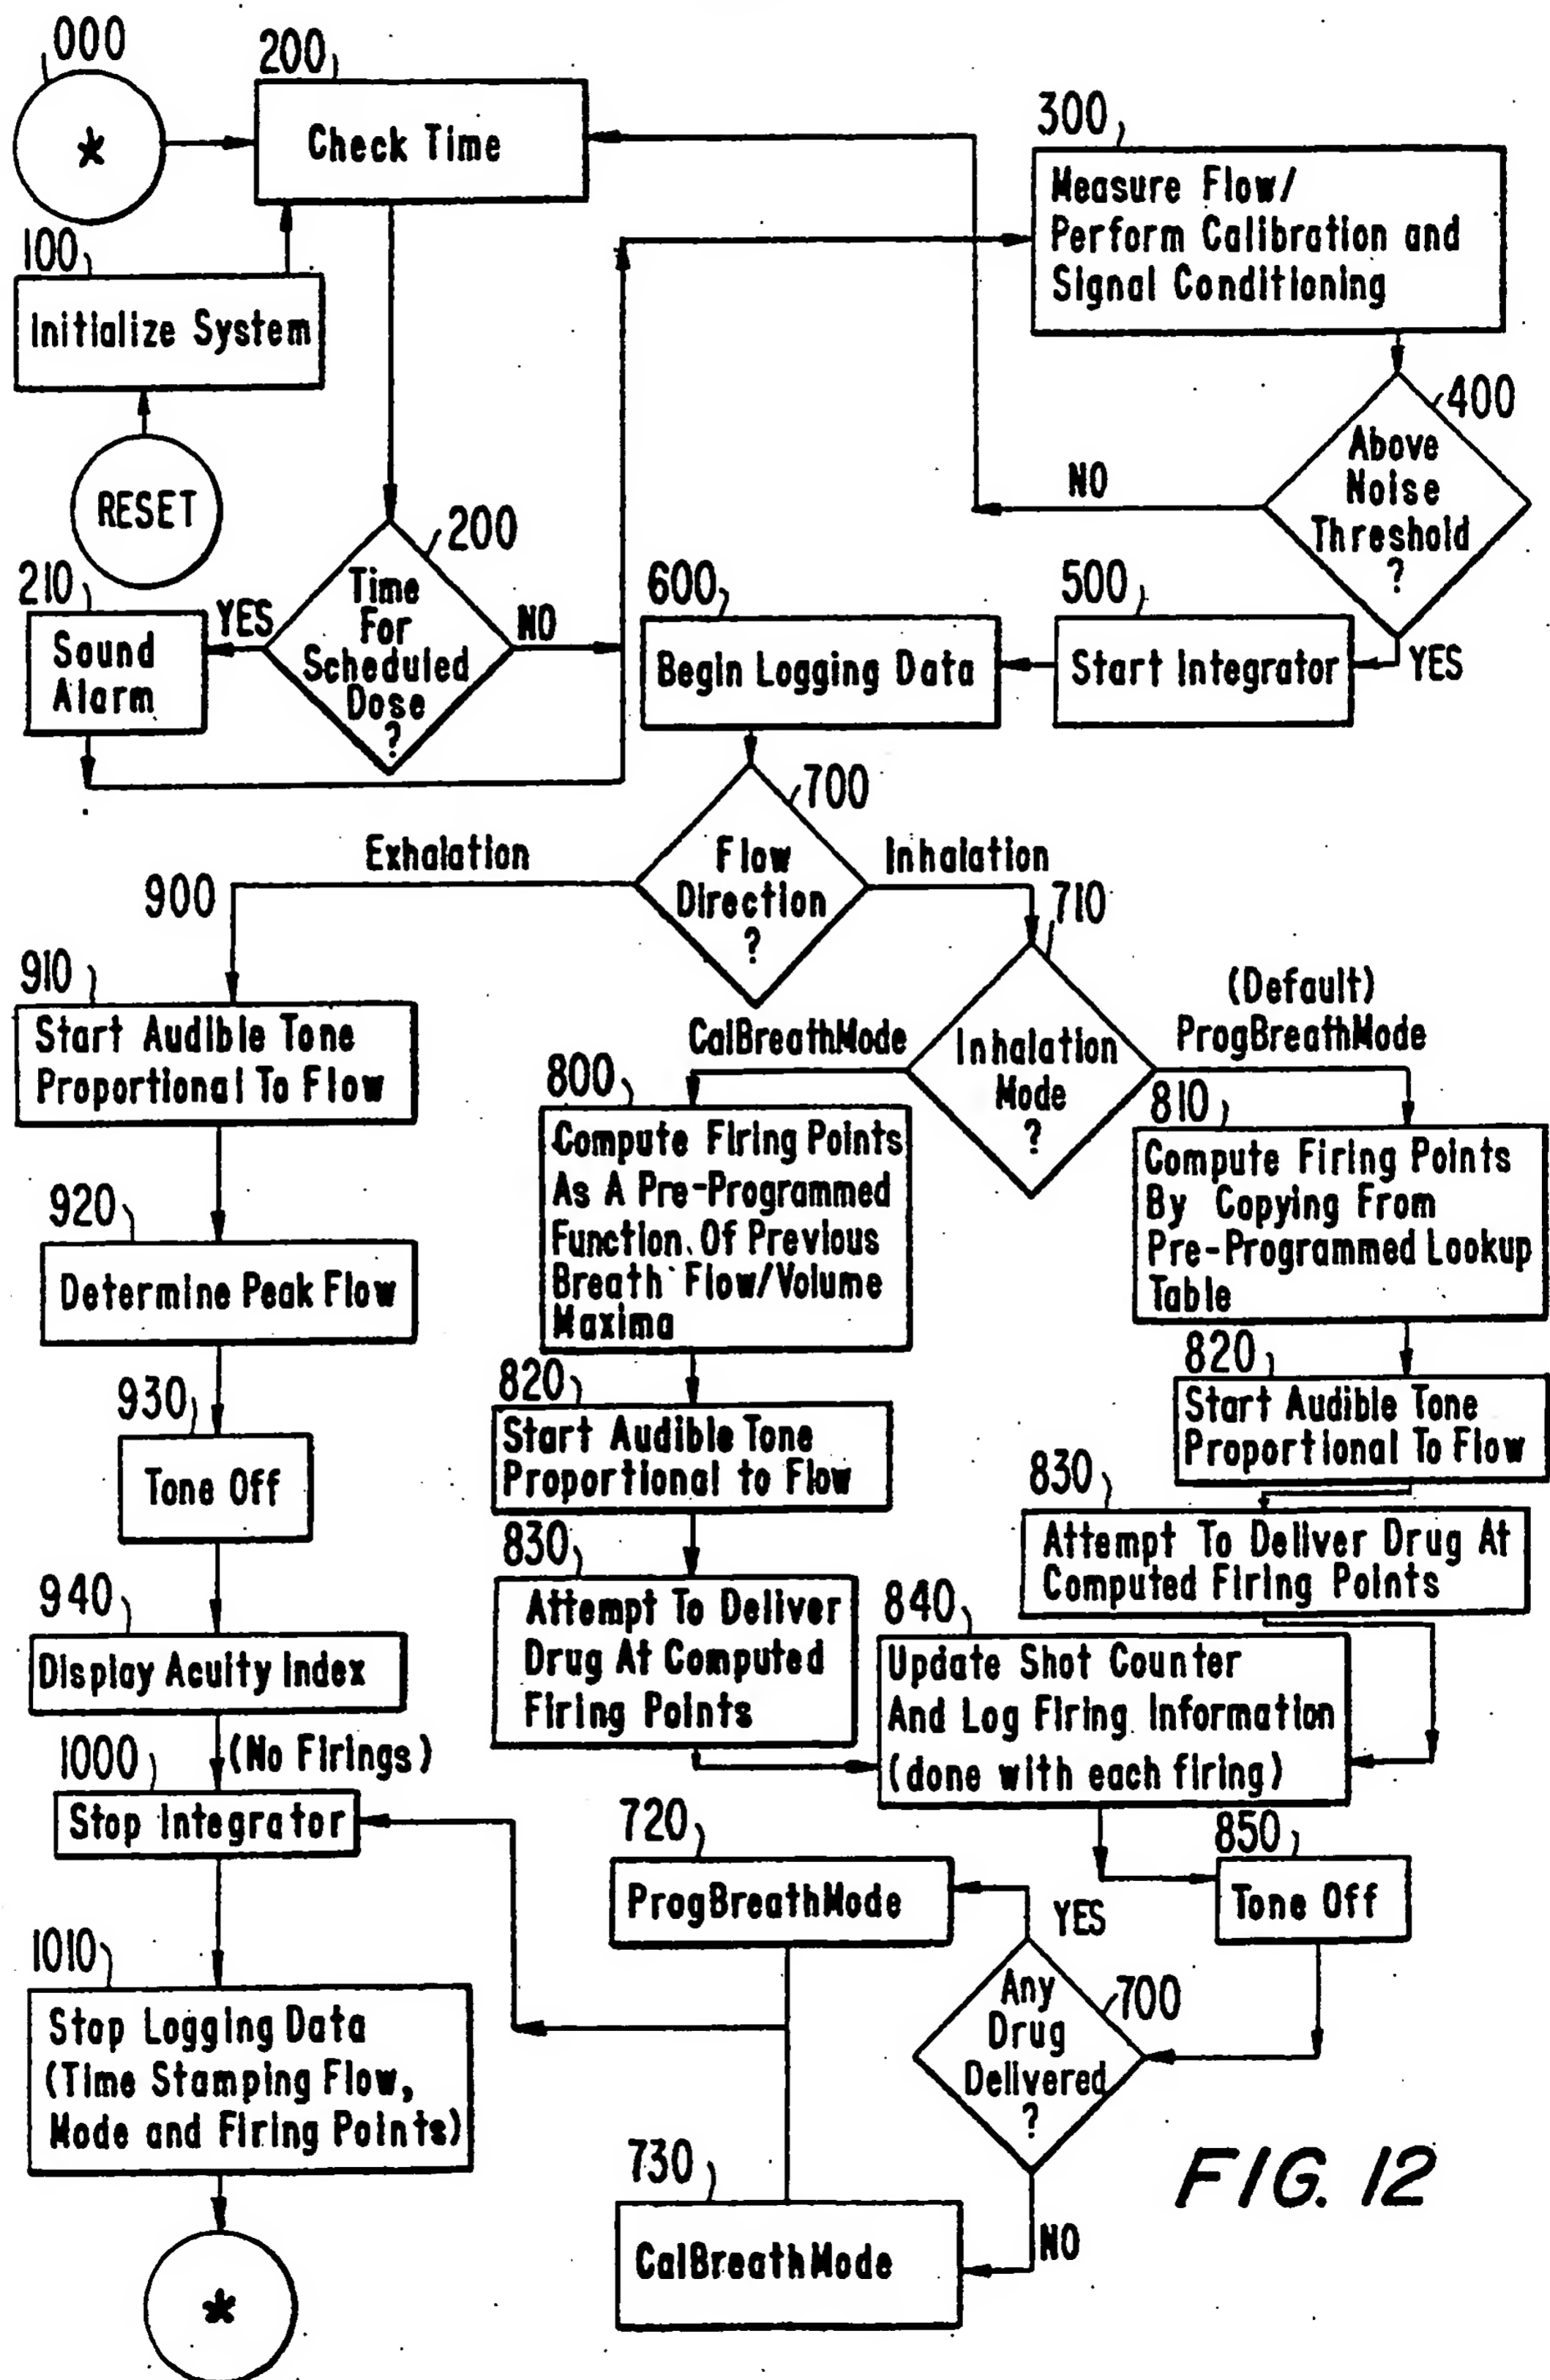 000
*
200
Check Time
300
Measure Flow/
Perform Calibration and
Signal Conditioning
100
Initialize System
RESET
400
Above
Noise
Threshold
?
NO
YES
200
Time
For
Scheduled
Dose
?
YES
NO
210
Sound
Alarm
600
Begin Logging Data
500
Start Integrator
700
Flow
Direction
?
Exhalation
Inhalation
900
710
Inhalation
Mode
?
CalBreathMode
(Default)
ProgBreathMode
910
Start Audible Tone
Proportional To Flow
800
Compute Firing Points
As A Pre-Programmed
Function Of Previous
Breath Flow/Volume
Maxima
810
Compute Firing Points
By Copying From
Pre-Programmed Lookup
Table
920
Determine Peak Flow
820
Start Audible Tone
Proportional to Flow
820
Start Audible Tone
Proportional To Flow
930
Tone Off
830
Attempt To Deliver
Drug At Computed
Firing Points
830
Attempt To Deliver Drug At
Computed Firing Points
940
Display Acuity Index
840
Update Shot Counter
And Log Firing Information
(done with each firing)
(No Firings)
1000
Stop Integrator
720
ProgBreathMode
850
Tone Off
YES
700
Any
Drug
Delivered
?
NO
1010
Stop Logging Data
(Time Stamping Flow,
Mode and Firing Points)
730
CalBreathMode
*
FIG. 12